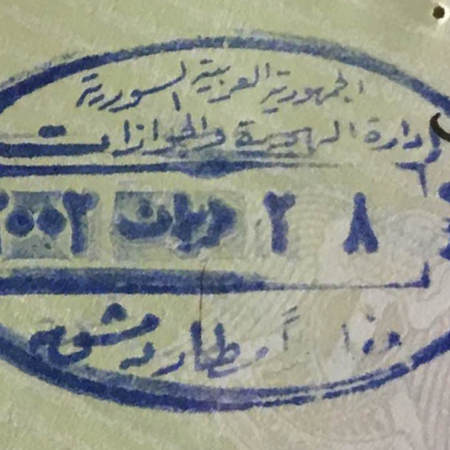 الجمهورية العربية السورية
إدارة الهجرة والجوازات
٢٨ حزيران ٢٠٠٢
مطار دمشق